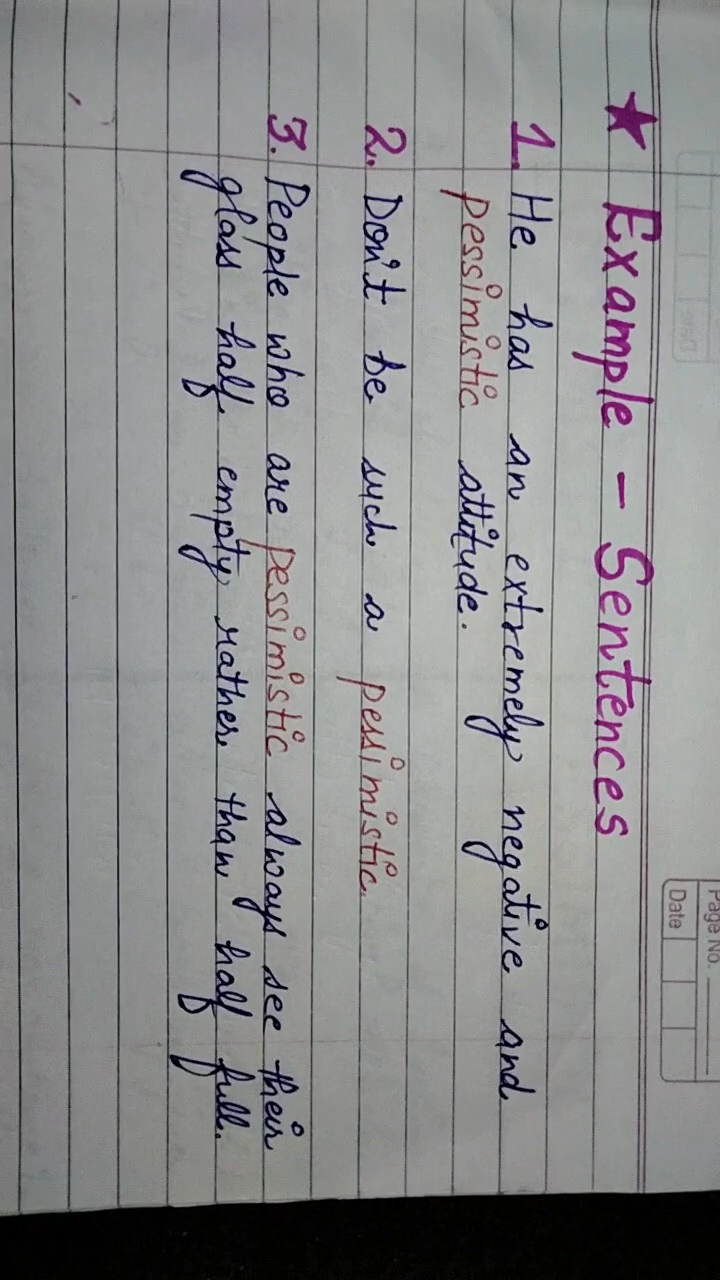 Page No.
Date
★ Example - Sentences
1. He has an extremely negative and
pessimistic attitude.
2. Don't be such a pessimistic.
3. People who are pessimistic always see their
glass half empty rather than half full.